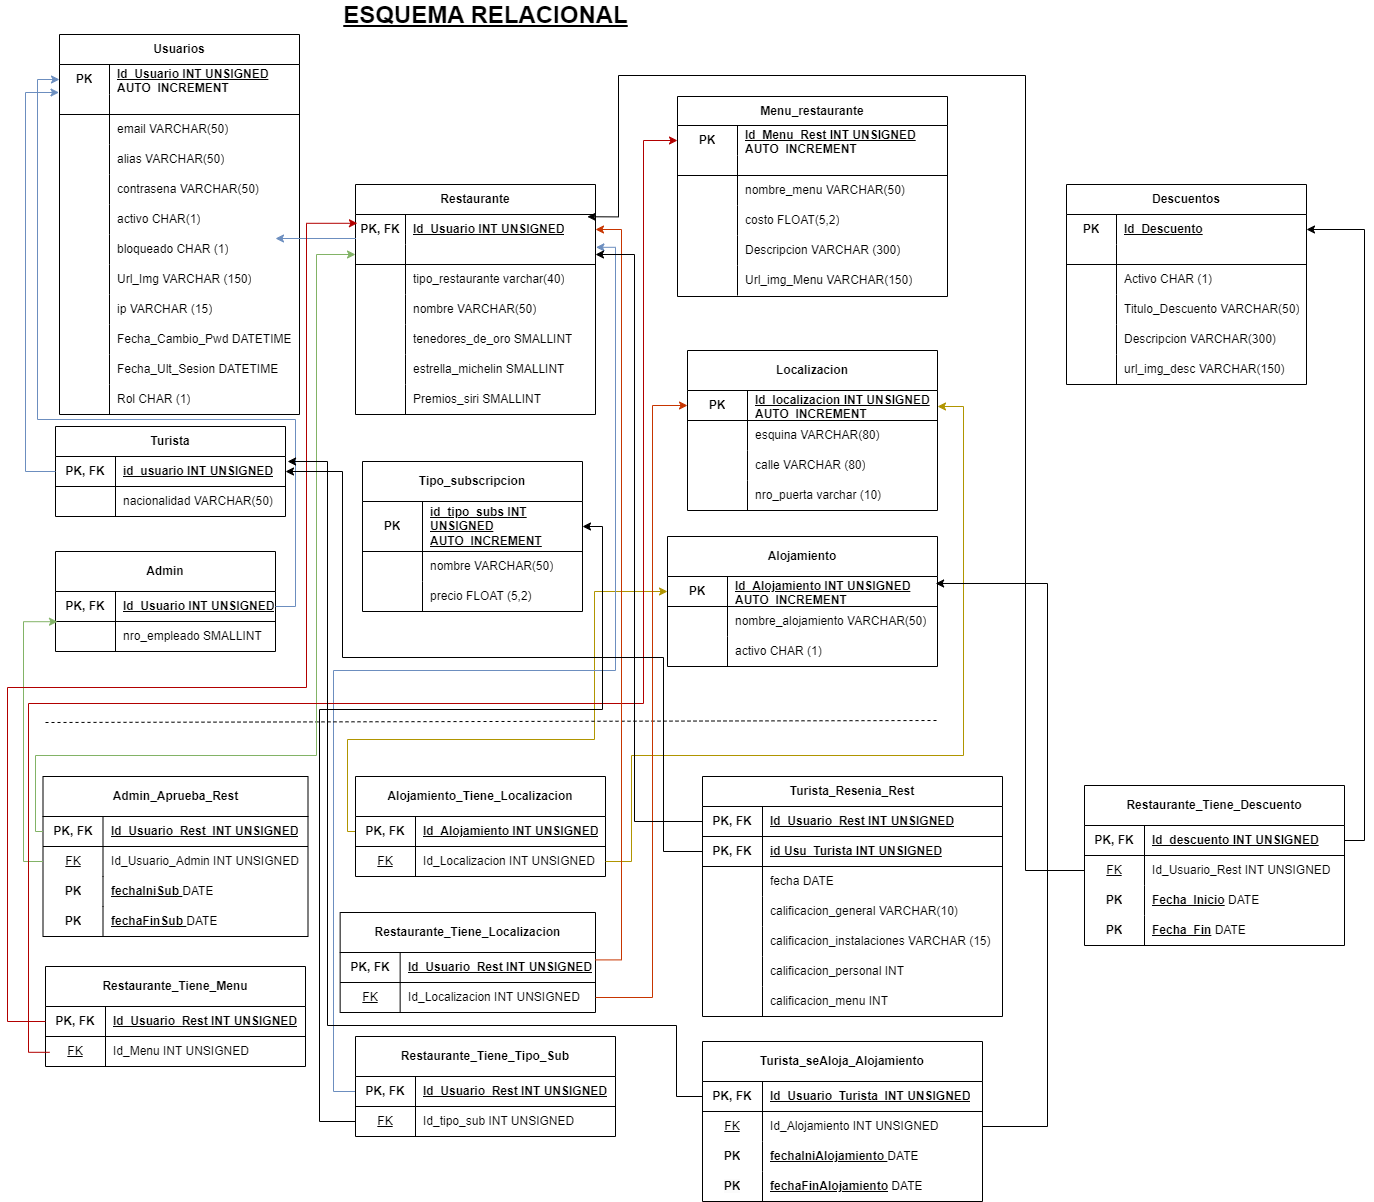 ESQUEMA RELACIONAL
Usuarios
PK
Id_Usuario INT UNSIGNED
AUTO_INCREMENT
email VARCHAR(50)
alias VARCHAR(50)
contrasena VARCHAR(50)
activo CHAR(1)
bloqueado CHAR (1)
Url_Img VARCHAR (150)
ip VARCHAR (15)
Fecha_Cambio_Pwd DATETIME
Fecha_Ult_Sesion DATETIME
Rol CHAR (1)
Restaurante
PK, FK Id_Usuario INT UNSIGNED
tipo_restaurante varchar(40)
nombre VARCHAR(50)
tenedores_de_oro SMALLINT
estrella_michelin SMALLINT
Premios_siri SMALLINT
Menu_restaurante
PK
Id_Menu_Rest INT UNSIGNED
AUTO_INCREMENT
nombre_menu VARCHAR(50)
costo FLOAT(5,2)
Descripcion VARCHAR (300)
Url_img_Menu VARCHAR(150)
Descuentos
PK Id_Descuento
Activo CHAR (1)
Titulo_Descuento VARCHAR(50)
Descripcion VARCHAR(300)
url_img_desc VARCHAR(150)
Localizacion
PK
Id_localizacion INT UNSIGNED
AUTO_INCREMENT
esquina VARCHAR(80)
calle VARCHAR (80)
nro_puerta varchar (10)
Turista
PK, FK id_usuario INT UNSIGNED
nacionalidad VARCHAR(50)
Tipo_subscripcion
PK
id_tipo_subs INT
UNSIGNED
AUTO_INCREMENT
nombre VARCHAR(50)
precio FLOAT (5,2)
Admin
PK, FK Id_Usuario INT UNSIGNED
nro_empleado SMALLINT
Alojamiento
PK
Id_Alojamiento INT UNSIGNED
AUTO_INCREMENT
nombre_alojamiento VARCHAR(50)
activo CHAR (1)
Admin_Aprueba_Rest
PK, FK Id_Usuario_Rest INT UNSIGNED
FK Id_Usuario_Admin INT UNSIGNED
PK fechaIniSub DATE
PK fechaFinSub DATE
Alojamiento_Tiene_Localizacion
PK, FK Id_Alojamiento INT UNSIGNED
FK Id_Localizacion INT UNSIGNED
Turista_Resenia_Rest
PK, FK Id_Usuario_Rest INT UNSIGNED
PK, FK id Usu_Turista INT UNSIGNED
fecha DATE
calificacion_general VARCHAR(10)
calificacion_instalaciones VARCHAR (15)
calificacion_personal INT
calificacion_menu INT
Restaurante_Tiene_Descuento
PK, FK Id_descuento INT UNSIGNED
FK Id_Usuario_Rest INT UNSIGNED
PK Fecha_Inicio DATE
PK Fecha_Fin DATE
Restaurante_Tiene_Localizacion
PK, FK Id_Usuario_Rest INT UNSIGNED
FK Id_Localizacion INT UNSIGNED
Restaurante_Tiene_Menu
PK, FK Id_Usuario_Rest INT UNSIGNED
FK Id_Menu INT UNSIGNED
Restaurante_Tiene_Tipo_Sub
PK, FK Id_Usuario_Rest INT UNSIGNED
FK Id_tipo_sub INT UNSIGNED
Turista_seAloja_Alojamiento
PK, FK Id_Usuario_Turista INT UNSIGNED
FK Id_Alojamiento INT UNSIGNED
PK fechaIniAlojamiento DATE
PK fechaFinAlojamiento DATE